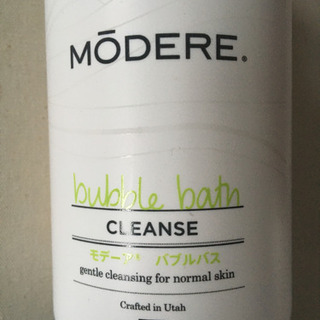 MŌDERE®
bubble bath
CLEANSE
モデーア バブルバス
gentle cleansing for normal skin
Crafted in Utah